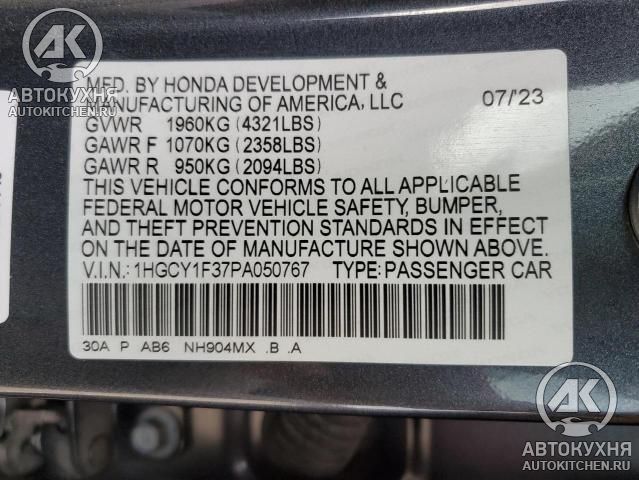 АК
АВТОКУХНЯ
AUTOKITCHEN.RU
MFD. BY HONDA DEVELOPMENT &
MANUFACTURING OF AMERICA, LLC 07/'23
GVWR 1960KG (4321LBS)
GAWR F 1070KG (2358LBS)
GAWR R 950KG (2094LBS)
THIS VEHICLE CONFORMS TO ALL APPLICABLE
FEDERAL MOTOR VEHICLE SAFETY, BUMPER,
AND THEFT PREVENTION STANDARDS IN EFFECT
ON THE DATE OF MANUFACTURE SHOWN ABOVE.
V.I.N.: 1HGCY1F37PA050767 TYPE: PASSENGER CAR
30A P AB6 NH904MX .B .A
АК
АВТОКУХНЯ
AUTOKITCHEN.RU